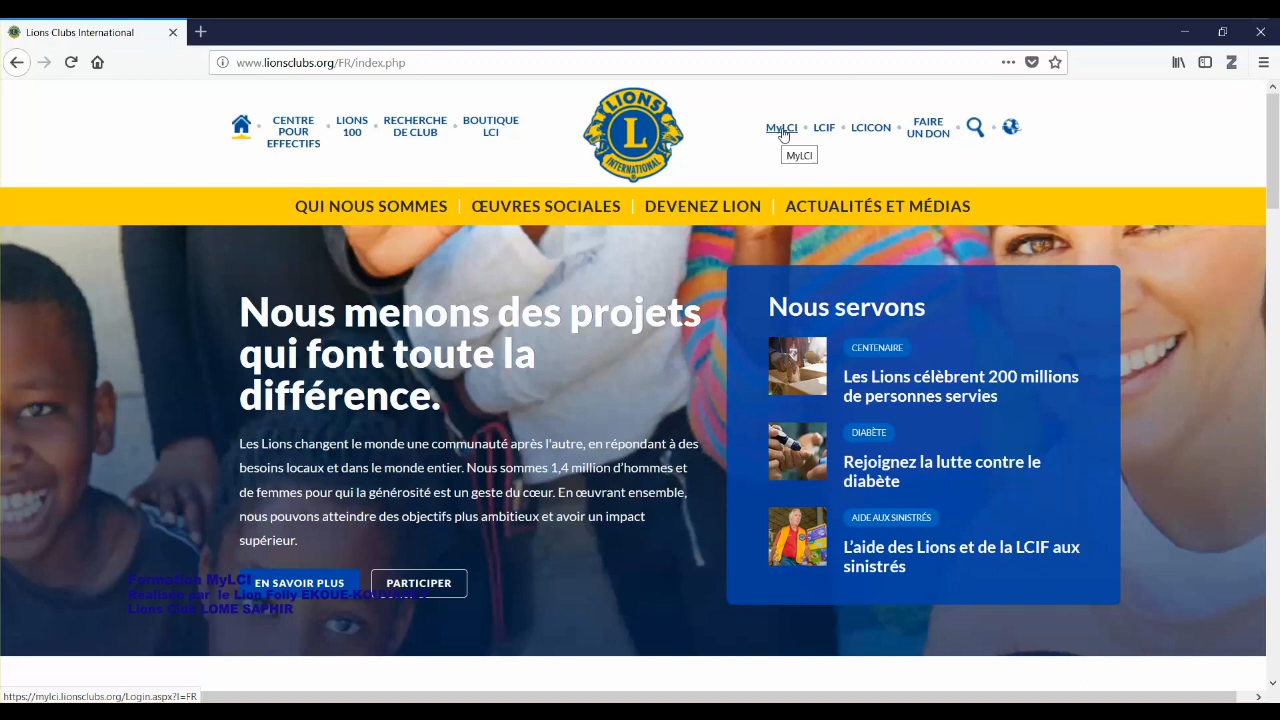 Lions Clubs International
www.lionsclubs.org/FR/index.php
CENTRE
POUR
EFFECTIFS
LIONS
100
RECHERCHE
DE CLUB
BOUTIQUE
LCI
LIONS
L
INTERNATIONAL
MyLCI
LCIF
LCICON
FAIRE
UN DON
MyLCI
QUI NOUS SOMMES
ŒUVRES SOCIALES
DEVENEZ LION
ACTUALITÉS ET MÉDIAS
Nous menons des projets
qui font toute la
différence.
Les Lions changent le monde une communauté après l'autre, en répondant à des
besoins locaux et dans le monde entier. Nous sommes 1,4 million d'hommes et
de femmes pour qui la générosité est un geste du cœur. En œuvrant ensemble,
nous pouvons atteindre des objectifs plus ambitieux et avoir un impact
supérieur.
EN SAVOIR PLUS
PARTICIPER
Nous servons
CENTENAIRE
Les Lions célèbrent 200 millions
de personnes servies
DIABÈTE
Rejoignez la lutte contre le
diabète
AIDE AUX SINISTRÉS
L'aide des Lions et de la LCIF aux
sinistrés
Formation MyLCI
Réalisée par le Lion Folly EKOUE-KOUVAHEY
Lions Club LOME SAPHIR
https://mylci.lionsclubs.org/Login.aspx?l=FR